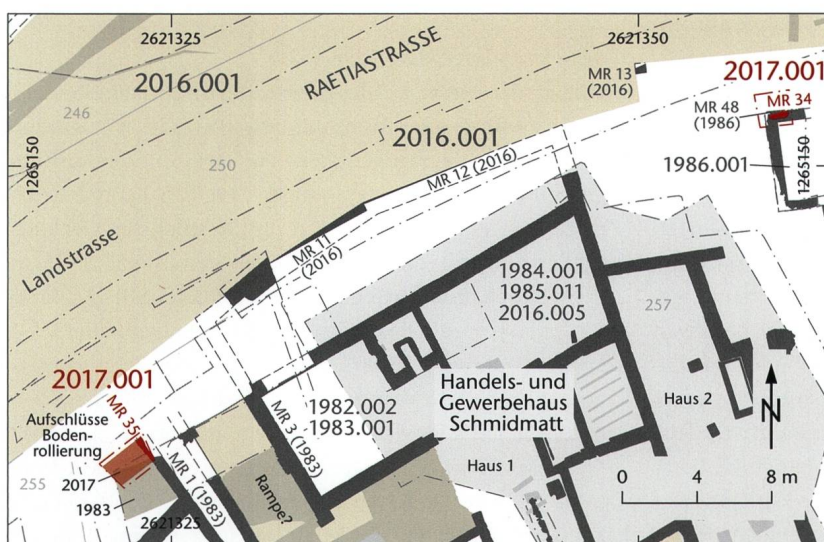 2621325
2621350
2016.001
RAETIASTRASSE
MR 13
(2016)
2017.001
MR 34
MR 48
(1986)
246
2016.001
250
1265150
1265150
MR 12 (2016)
1986.001
Landstrasse
MR 11
(2016)
1984.001
1985.011
2016.005
257
2017.001
MR 35
Aufschlüsse
Boden-
rollierung
2017
1983
255
MR 1 (1983)
2621325
MR 3 (1983)
1982.002
1983.001
Rampe?
Handels- und
Gewerbehaus
Schmidmatt
Haus 1
Haus 2
N
0 4 8 m